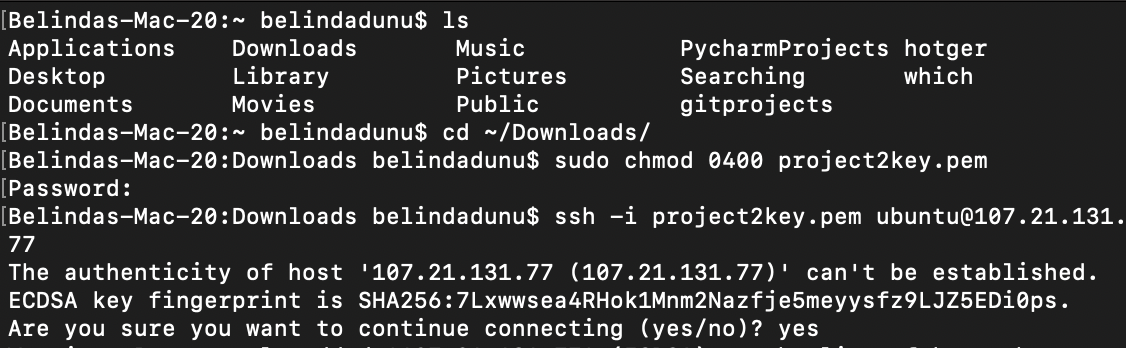 [Belindas-Mac-20:~ belindadunu$ ls
Applications Downloads Music PycharmProjects hotger
Desktop Library Pictures Searching which
Documents Movies Public gitprojects
[Belindas-Mac-20:~ belindadunu$ cd ~/Downloads/
[Belindas-Mac-20:Downloads belindadunu$ sudo chmod 0400 project2key.pem
[Password:
[Belindas-Mac-20:Downloads belindadunu$ ssh -i project2key.pem ubuntu@107.21.131.
77
The authenticity of host '107.21.131.77 (107.21.131.77)' can't be established.
ECDSA key fingerprint is SHA256:7Lxwwsea4RHok1Mnm2Nazfje5meyysfz9LJZ5EDi0ps.
Are you sure you want to continue connecting (yes/no)? yes